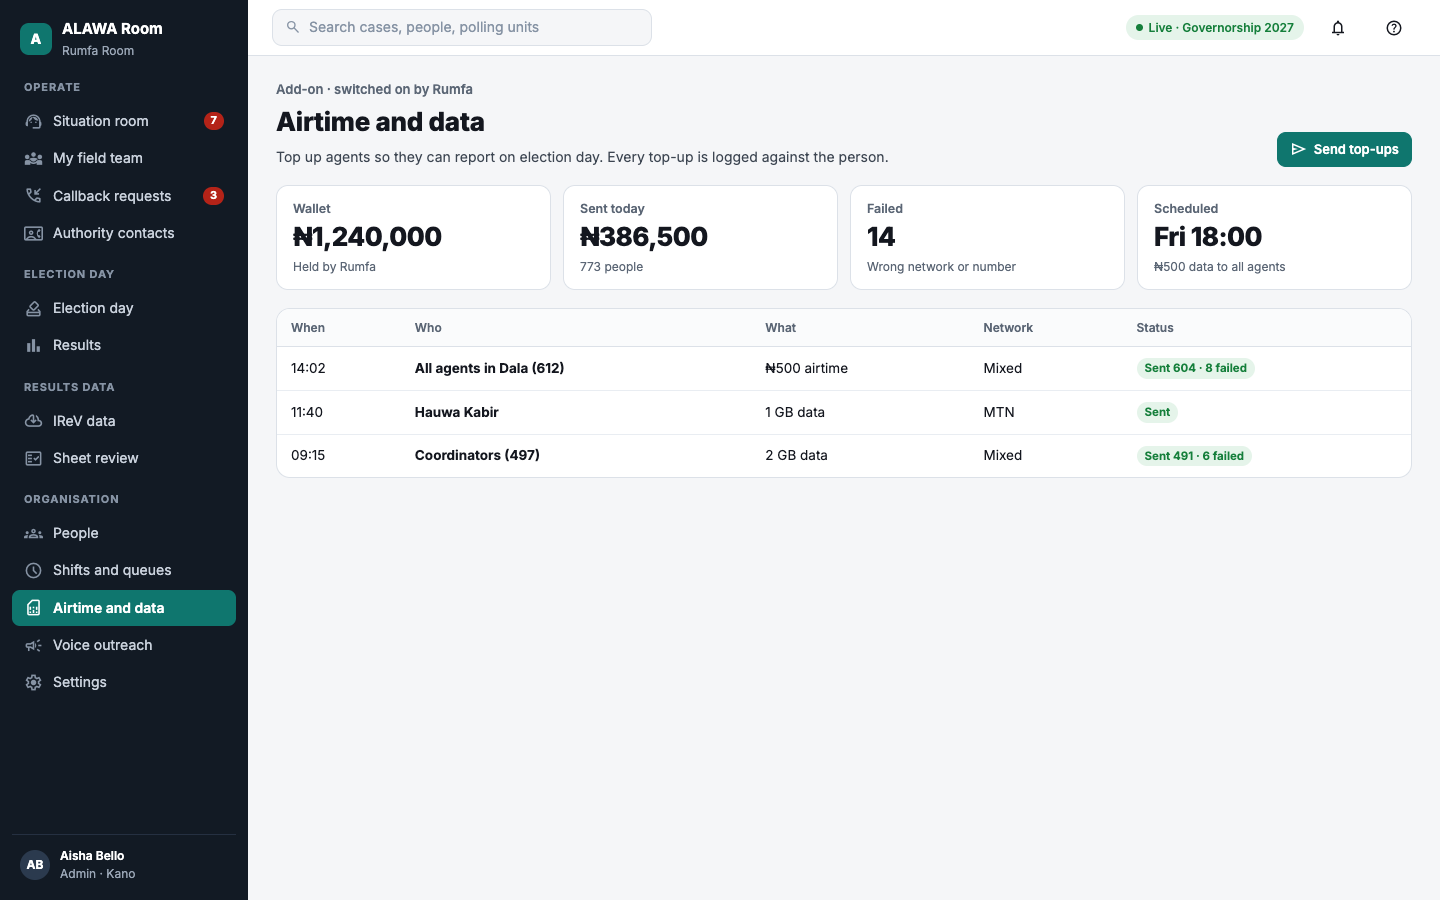 A
ALAWA Room
Rumfa Room
OPERATE
Situation room 7
My field team
Callback requests 3
Authority contacts
ELECTION DAY
Election day
Results
RESULTS DATA
IReV data
Sheet review
ORGANISATION
People
Shifts and queues
Airtime and data
Voice outreach
Settings
AB
Aisha Bello
Admin · Kano
Search cases, people, polling units
Live · Governorship 2027
Add-on · switched on by Rumfa
Airtime and data
Top up agents so they can report on election day. Every top-up is logged against the person.
Send top-ups
Wallet
₦1,240,000
Held by Rumfa
Sent today
₦386,500
773 people
Failed
14
Wrong network or number
Scheduled
Fri 18:00
₦500 data to all agents
When Who What Network Status
14:02 All agents in Dala (612) ₦500 airtime Mixed Sent 604 · 8 failed
11:40 Hauwa Kabir 1 GB data MTN Sent
09:15 Coordinators (497) 2 GB data Mixed Sent 491 · 6 failed